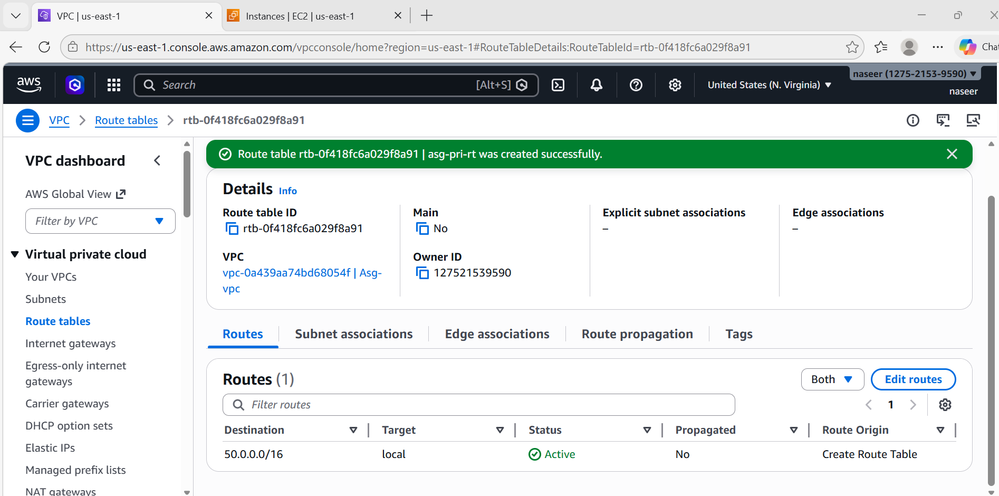 VPC | us-east-1
Instances | EC2 | us-east-1
https://us-east-1.console.aws.amazon.com/vpcconsole/home?region=us-east-1#RouteTableDetails:RouteTableId=rtb-0f418fc6a029f8a91
Chat
aws
Search
[Alt+S]
United States (N. Virginia)
naseer (1275-2153-9590)
naseer
VPC
Route tables
rtb-0f418fc6a029f8a91
VPC dashboard
AWS Global View
Filter by VPC
Virtual private cloud
Your VPCs
Subnets
Route tables
Internet gateways
Egress-only internet
gateways
Carrier gateways
DHCP option sets
Elastic IPs
Managed prefix lists
NAT gateways
Route table rtb-0f418fc6a029f8a91 | asg-pri-rt was created successfully.
Details Info
Route table ID
rtb-0f418fc6a029f8a91
Main
No
Explicit subnet associations
–
Edge associations
–
VPC
vpc-0a439aa74bd68054f | Asg-
vpc
Owner ID
127521539590
Routes
Subnet associations
Edge associations
Route propagation
Tags
Routes (1)
Both
Edit routes
Filter routes
1
Destination
Target
Status
Propagated
Route Origin
50.0.0.0/16
local
Active
No
Create Route Table